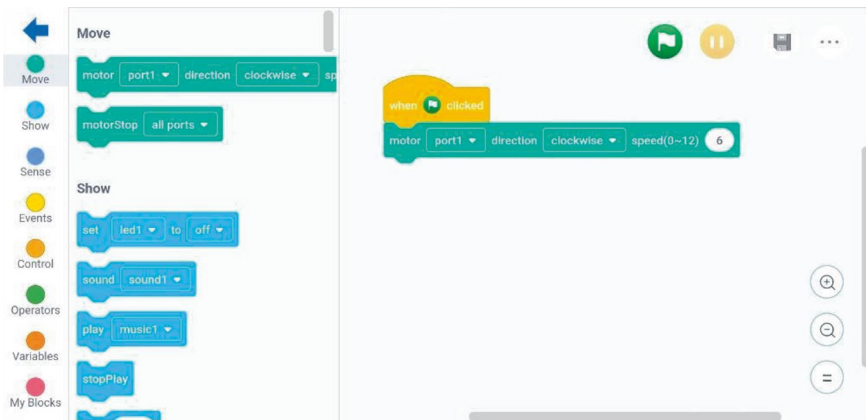 Move
Show
Sense
Events
Control
Operators
Variables
My Blocks
Move
motor port1 direction clockwise sp
motorStop all ports
Show
set led1 to off
sound sound1
play music1
stopPlay
when clicked
motor port1 direction clockwise speed(0~12) 6